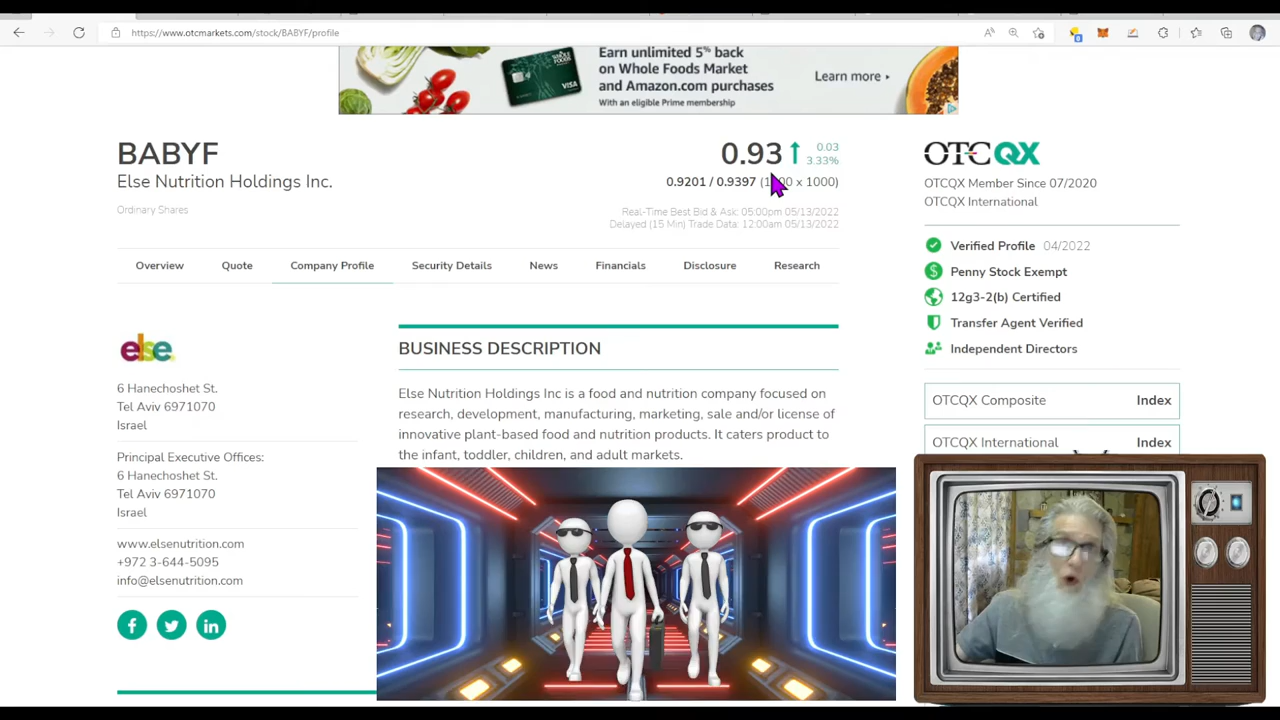 https://www.otcmarkets.com/stock/BABYF/profile
Earn unlimited 5% back
on Whole Foods Market
and Amazon.com purchases
With an eligible Prime membership
Learn more
VISA
BABYF
Else Nutrition Holdings Inc.
Ordinary Shares
0.93
0.03
3.33%
0.9201 / 0.9397 x 1000)
Real-Time Best Bid & Ask: 05:00pm 05/13/2022
Delayed (15 Min) Trade Data: 12:00am 05/13/2022
OTCQX
OTCQX Member Since 07/2020
OTCQX International
Verified Profile 04/2022
Penny Stock Exempt
12g3-2(b) Certified
Transfer Agent Verified
Independent Directors
OTCQX Composite Index
OTCQX International Index
Overview Quote Company Profile Security Details News Financials Disclosure Research
else
6 Hanechoshet St.
Tel Aviv 6971070
Israel
Principal Executive Offices:
6 Hanechoshet St.
Tel Aviv 6971070
Israel
www.elsenutrition.com
+972 3-644-5095
info@elsenutrition.com
BUSINESS DESCRIPTION
Else Nutrition Holdings Inc is a food and nutrition company focused on
research, development, manufacturing, marketing, sale and/or license of
innovative plant-based food and nutrition products. It caters product to
the infant, toddler, children, and adult markets.